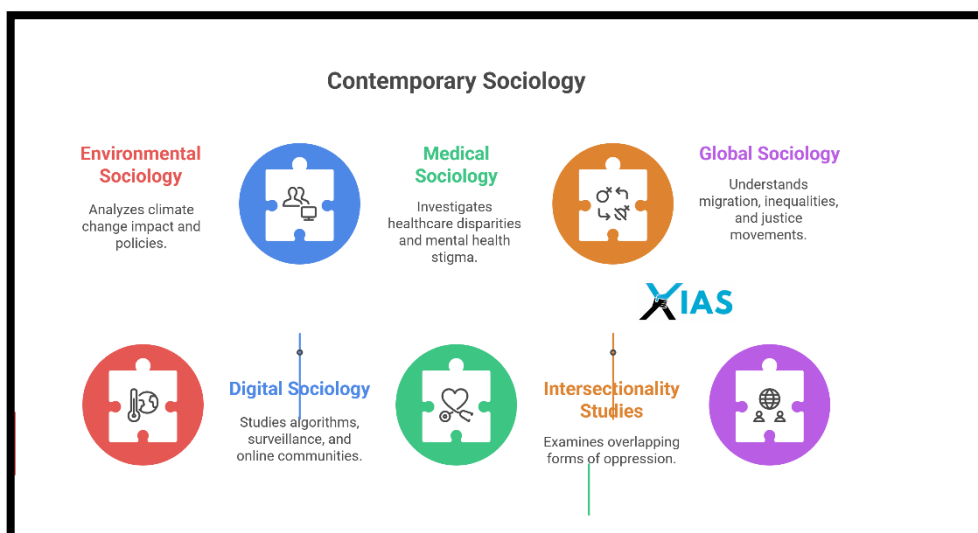 Contemporary Sociology
Environmental
Sociology
Analyzes climate
change impact and
policies.
Medical
Sociology
Investigates
healthcare disparities
and mental health
stigma.
Global Sociology
Understands
migration, inequalities,
and justice
movements.
XIAS
Digital Sociology
Studies algorithms,
surveillance, and
online communities.
Intersectionality
Studies
Examines overlapping
forms of oppression.